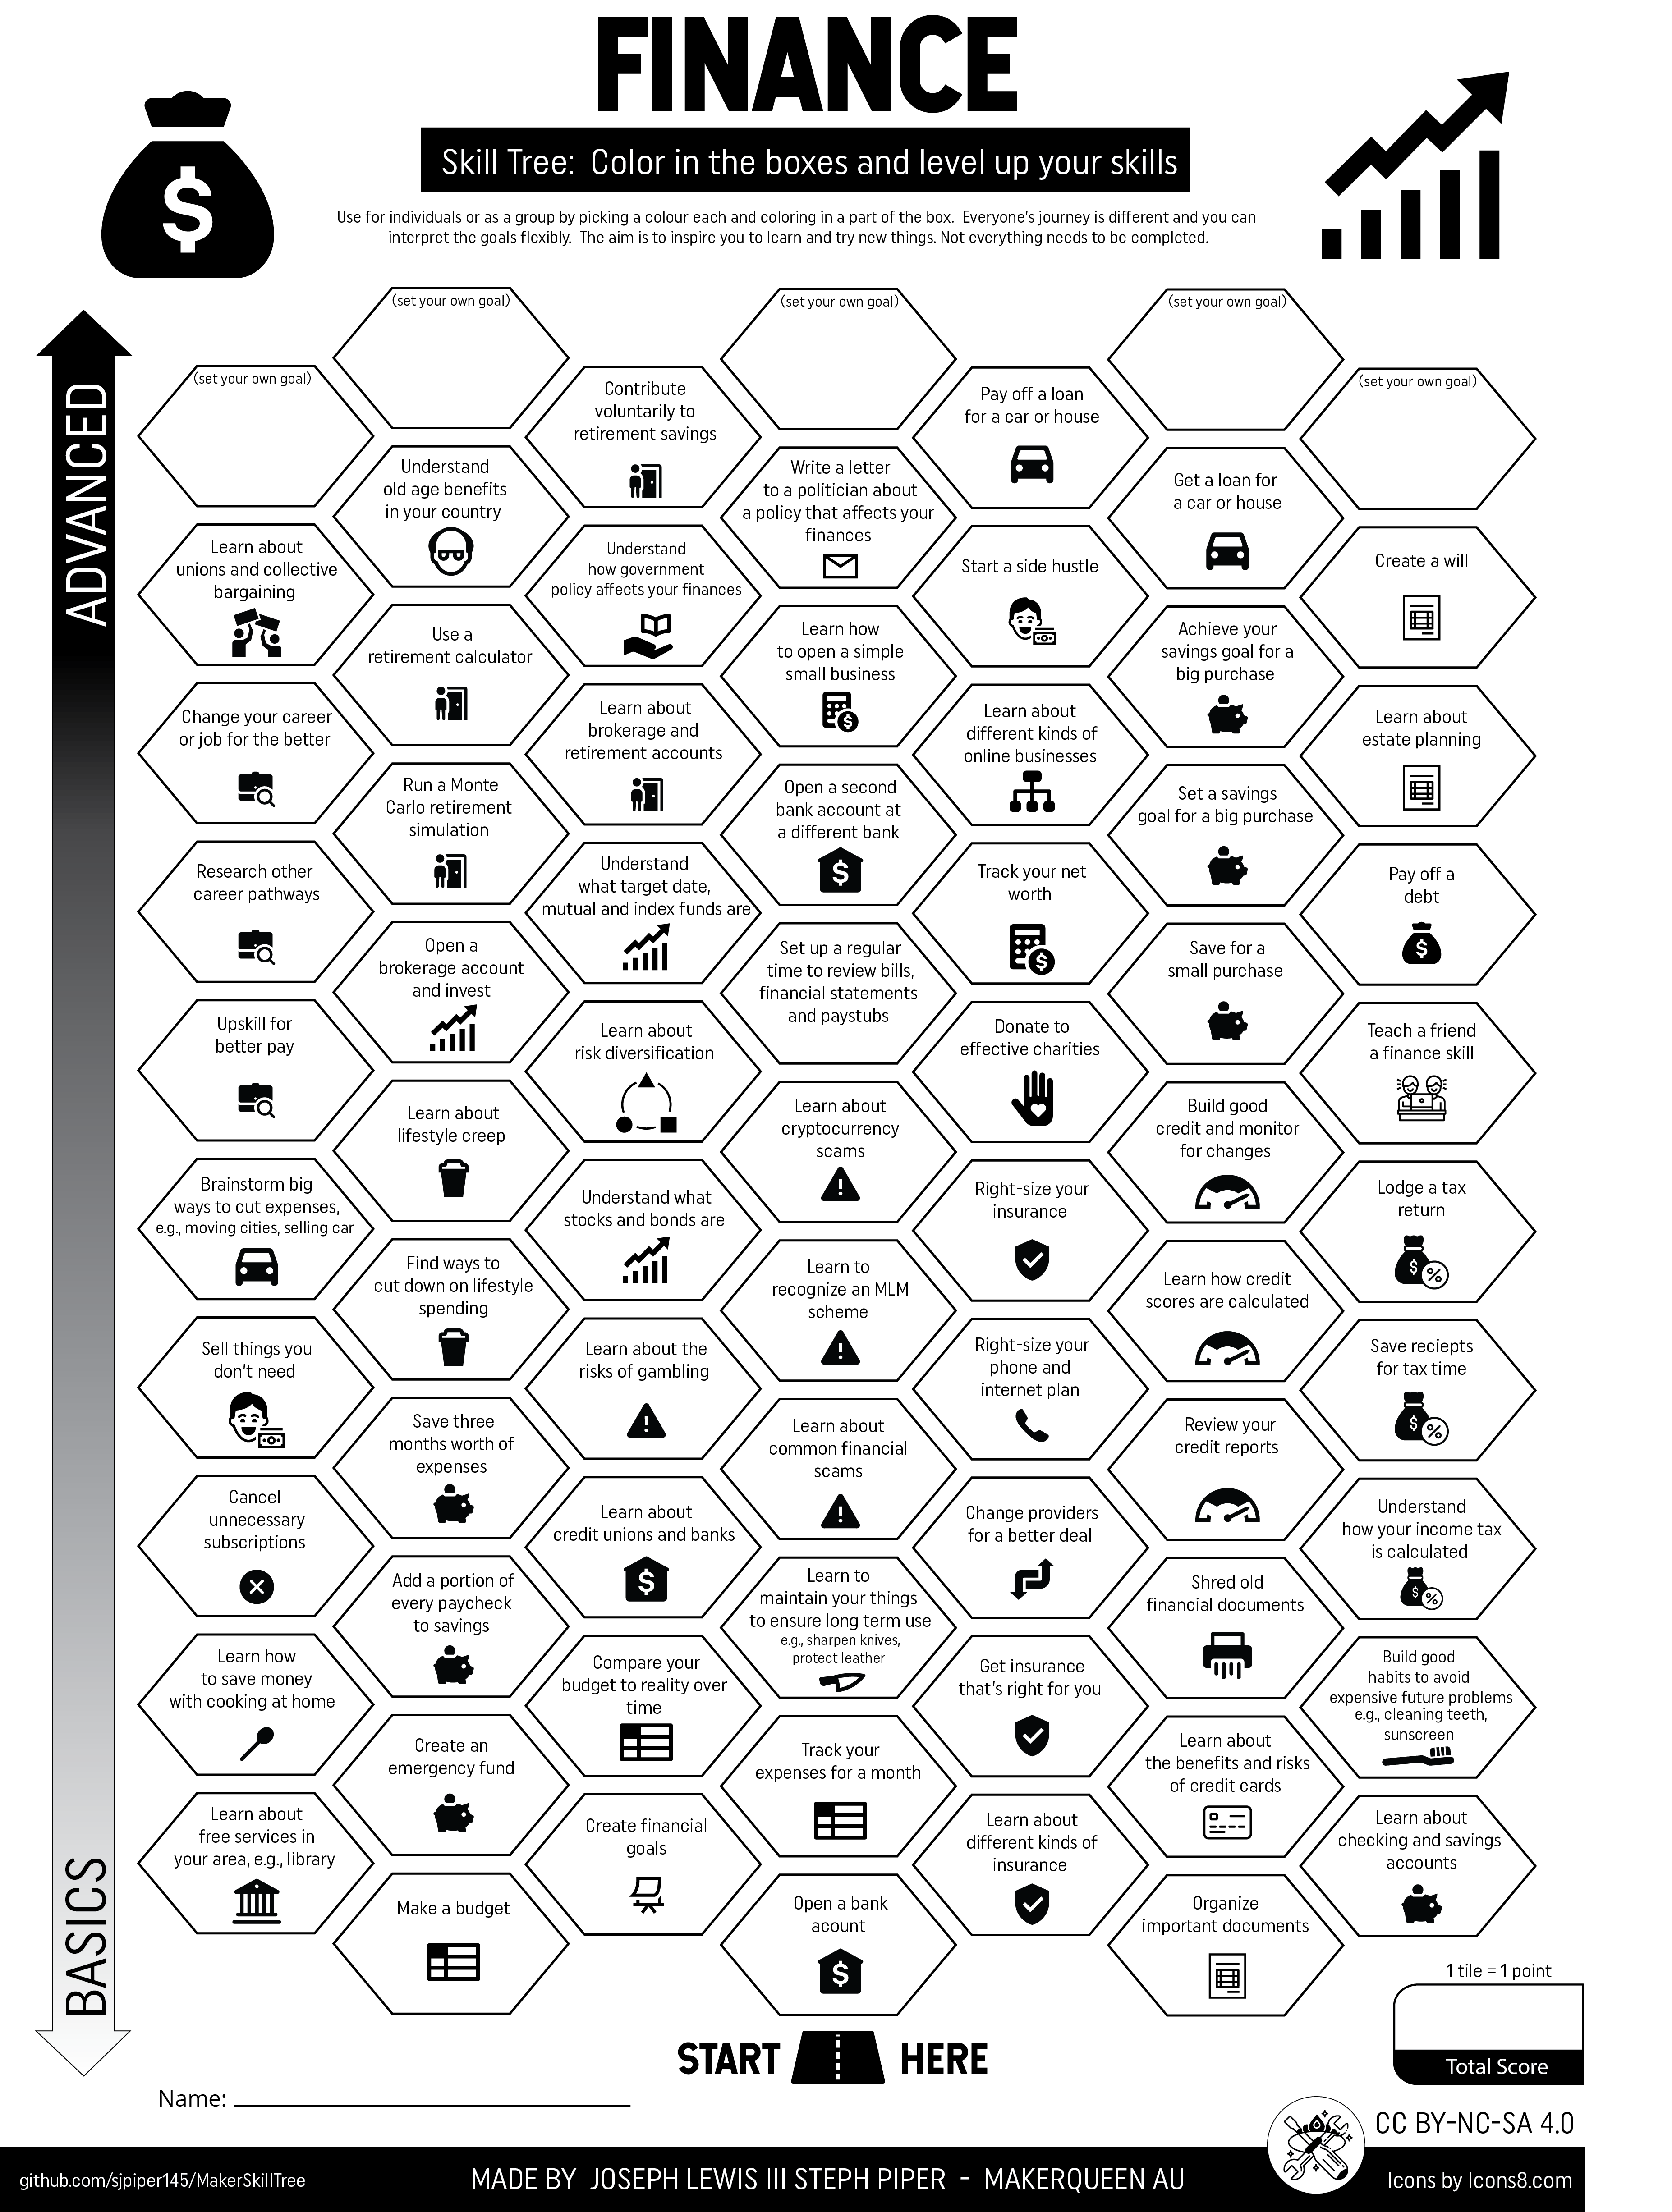 FINANCE
Skill Tree: Color in the boxes and level up your skills
Use for individuals or as a group by picking a colour each and coloring in a part of the box. Everyone's journey is different and you can
interpret the goals flexibly. The aim is to inspire you to learn and try new things. Not everything needs to be completed.
ADVANCED
BASICS
(set your own goal)
(set your own goal)
(set your own goal)
(set your own goal)
Contribute
voluntarily to
retirement savings
Pay off a loan
for a car or house
(set your own goal)
Understand
old age benefits
in your country
Write a letter
to a politician about
a policy that affects your
finances
Get a loan for
a car or house
Learn about
unions and collective
bargaining
Understand
how government
policy affects your finances
Start a side hustle
Create a will
Use a
retirement calculator
Learn how
to open a simple
small business
Achieve your
savings goal for a
big purchase
Change your career
or job for the better
Learn about
brokerage and
retirement accounts
Learn about
different kinds of
online businesses
Learn about
estate planning
Run a Monte
Carlo retirement
simulation
Open a second
bank account at
a different bank
Set a savings
goal for a big purchase
Research other
career pathways
Understand
what target date,
mutual and index funds are
Track your net
worth
Pay off a
debt
Open a
brokerage account
and invest
Set up a regular
time to review bills,
financial statements
and paystubs
Save for a
small purchase
Upskill for
better pay
Learn about
risk diversification
Donate to
effective charities
Teach a friend
a finance skill
Learn about
lifestyle creep
Learn about
cryptocurrency
scams
Build good
credit and monitor
for changes
Brainstorm big
ways to cut expenses,
e.g., moving cities, selling car
Understand what
stocks and bonds are
Right-size your
insurance
Lodge a tax
return
Find ways to
cut down on lifestyle
spending
Learn to
recognize an MLM
scheme
Learn how credit
scores are calculated
Sell things you
don't need
Learn about the
risks of gambling
Right-size your
phone and
internet plan
Save reciepts
for tax time
Save three
months worth of
expenses
Learn about
common financial
scams
Review your
credit reports
Cancel
unnecessary
subscriptions
Learn about
credit unions and banks
Change providers
for a better deal
Understand
how your income tax
is calculated
Add a portion of
every paycheck
to savings
Learn to
maintain your things
to ensure long term use
e.g., sharpen knives,
protect leather
Shred old
financial documents
Learn how
to save money
with cooking at home
Compare your
budget to reality over
time
Get insurance
that's right for you
Build good
habits to avoid
expensive future problems
e.g., cleaning teeth,
sunscreen
Create an
emergency fund
Track your
expenses for a month
Learn about
the benefits and risks
of credit cards
Learn about
free services in
your area, e.g., library
Create financial
goals
Learn about
different kinds of
insurance
Learn about
checking and savings
accounts
Make a budget
Open a bank
acount
Organize
important documents
1 tile = 1 point
Total Score
START HERE
Name:
CC BY-NC-SA 4.0
github.com/sjpiper145/MakerSkillTree
MADE BY JOSEPH LEWIS III STEPH PIPER - MAKERQUEEN AU
Icons by Icons8.com